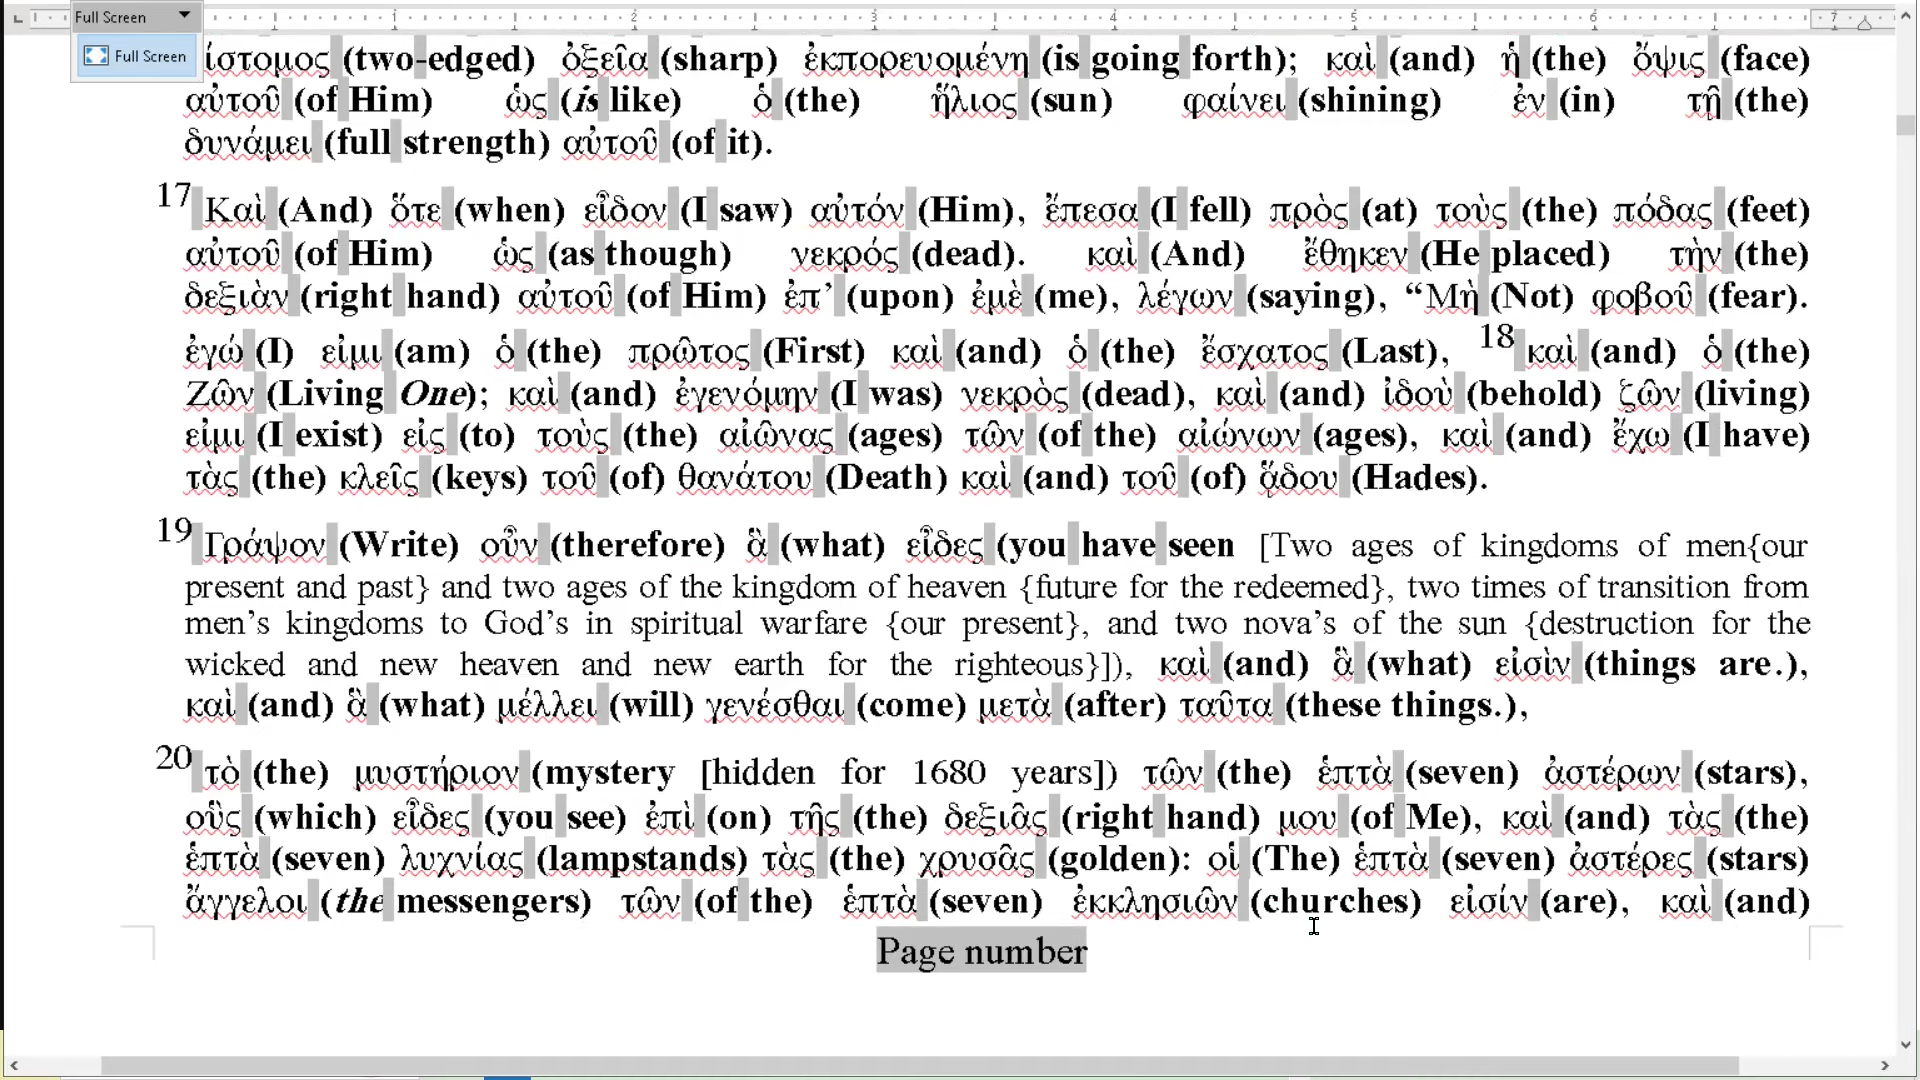 Full Screen
Full Screen
1 2 3 4 5 6 7
ίστομος (two-edged) ὀξεῖα (sharp) ἐκπορευομένη (is going forth); καὶ (and) ἡ (the) ὄψις (face)
αὐτοῦ (of Him) ὡς (is like) ὁ (the) ἥλιος (sun) φαίνει (shining) ἐν (in) τῇ (the)
δυνάμει (full strength) αὐτοῦ (of it).
17 Καὶ (And) ὅτε (when) εἶδον (I saw) αὐτόν (Him), ἔπεσα (I fell) πρὸς (at) τοὺς (the) πόδας (feet)
αὐτοῦ (of Him) ὡς (as though) νεκρός (dead). καὶ (And) ἔθηκεν (He placed) τὴν (the)
δεξιὰν (right hand) αὐτοῦ (of Him) ἐπ’ (upon) ἐμὲ (me), λέγων (saying), “Μὴ (Not) φοβοῦ (fear).
ἐγώ (I) εἰμι (am) ὁ (the) πρῶτος (First) καὶ (and) ὁ (the) ἔσχατος (Last), 18 καὶ (and) ὁ (the)
Ζῶν (Living One); καὶ (and) ἐγενόμην (I was) νεκρὸς (dead), καὶ (and) ἰδοὺ (behold) ζῶν (living)
εἰμι (I exist) εἰς (to) τοὺς (the) αἰῶνας (ages) τῶν (of the) αἰώνων (ages), καὶ (and) ἔχω (I have)
τὰς (the) κλεῖς (keys) τοῦ (of) θανάτου (Death) καὶ (and) τοῦ (of) ᾅδου (Hades).
19 Γράψον (Write) οὖν (therefore) ἃ (what) εἶδες (you have seen [Two ages of kingdoms of men{our
present and past} and two ages of the kingdom of heaven {future for the redeemed}, two times of transition from
men’s kingdoms to God’s in spiritual warfare {our present}, and two nova’s of the sun {destruction for the
wicked and new heaven and new earth for the righteous}]), καὶ (and) ἃ (what) εἰσὶν (things are.),
καὶ (and) ἃ (what) μέλλει (will) γενέσθαι (come) μετὰ (after) ταῦτα (these things.),
20 τὸ (the) μυστήριον (mystery [hidden for 1680 years]) τῶν (the) ἑπτὰ (seven) ἀστέρων (stars),
οὓς (which) εἶδες (you see) ἐπὶ (on) τῆς (the) δεξιᾶς (right hand) μου (of Me), καὶ (and) τὰς (the)
ἑπτὰ (seven) λυχνίας (lampstands) τὰς (the) χρυσᾶς (golden): οἱ (The) ἑπτὰ (seven) ἀστέρες (stars)
ἄγγελοι (the messengers) τῶν (of the) ἑπτὰ (seven) ἐκκλησιῶν (churches) εἰσίν (are), καὶ (and)
Page number